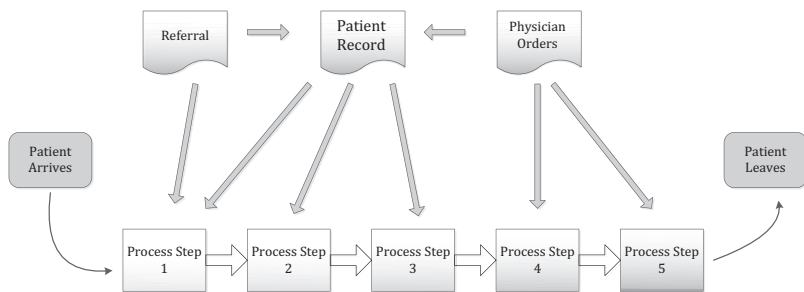 Referral
Patient
Record
Physician
Orders
Patient
Arrives
Patient
Leaves
Process Step
1
Process Step
2
Process Step
3
Process Step
4
Process Step
5